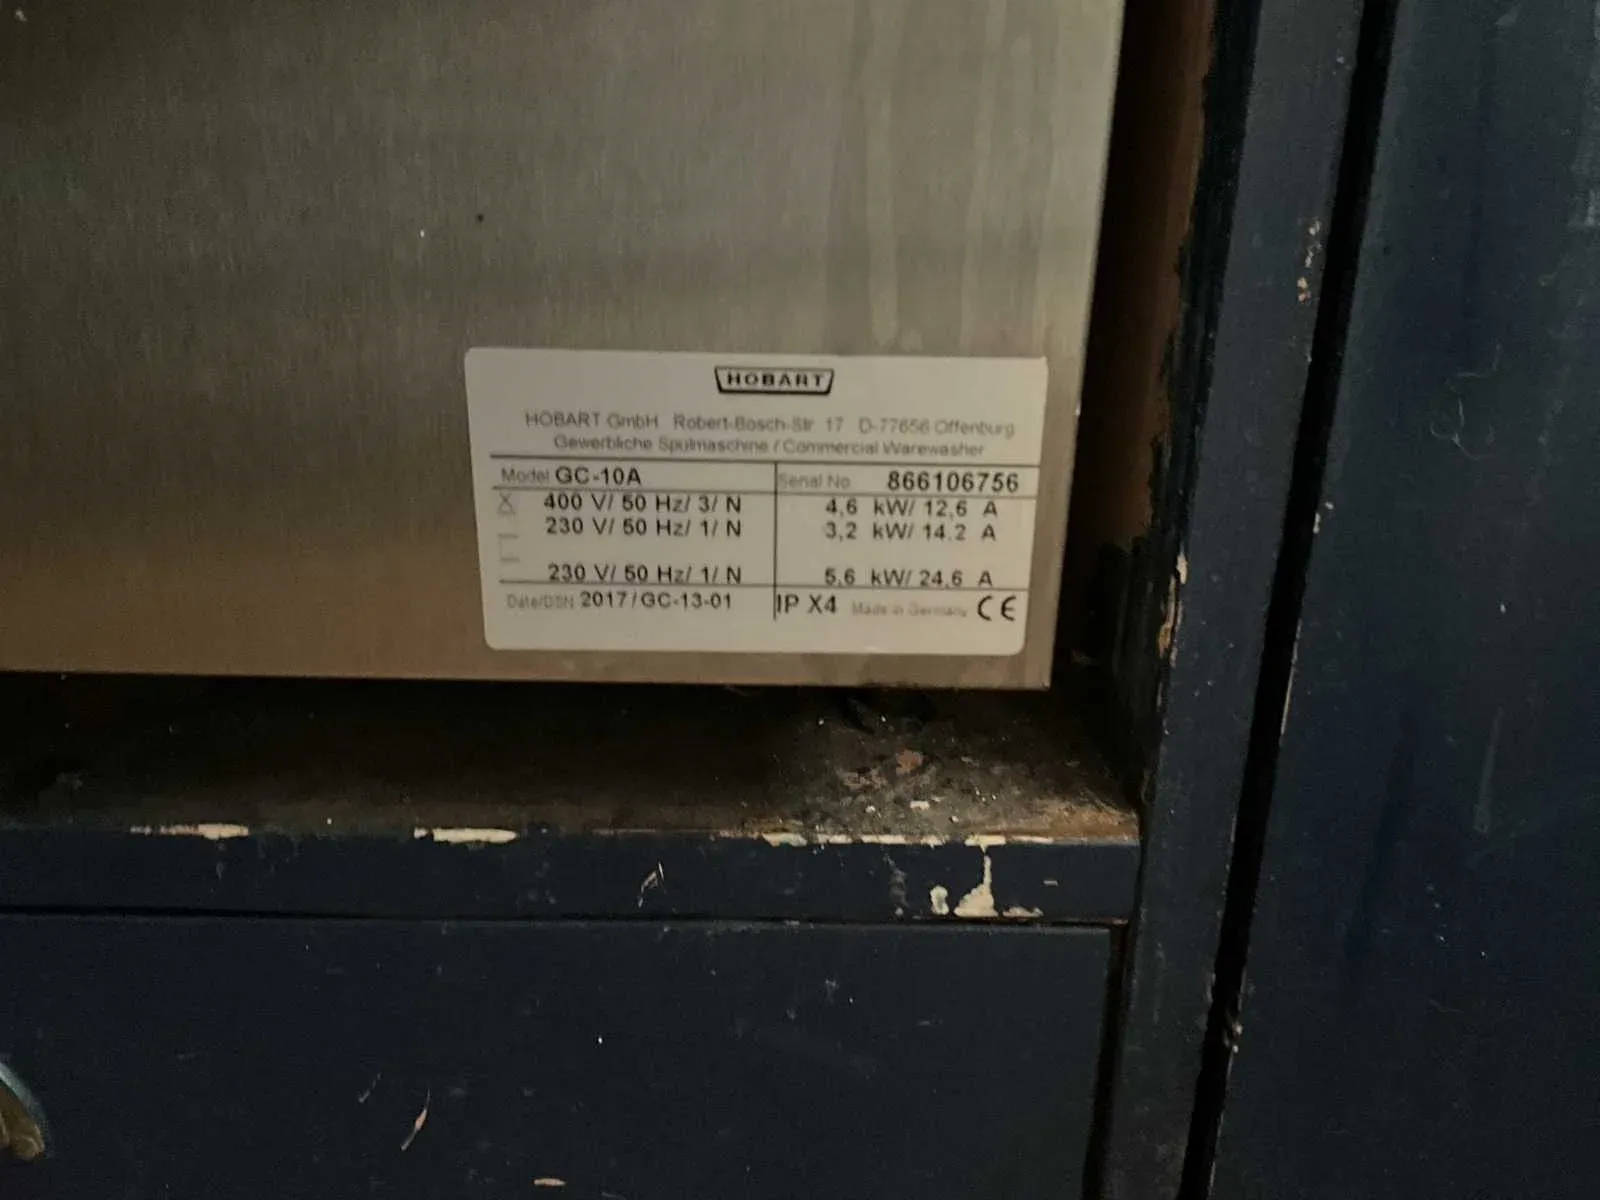 HOBART
HOBART GmbH Robert-Bosch-Str 17 D-77656 Offenburg
Gewerbliche Spülmaschine / Commercial Warewasher
Model GC-10A Serial No 866106756
400 V/ 50 Hz/ 3/ N 4,6 kW/ 12,6 A
230 V/ 50 Hz/ 1/ N 3,2 kW/ 14.2 A
230 V/ 50 Hz/ 1/ N 5,6 kW/ 24,6 A
Date/DSN 2017/GC-13-01 IP X4 Made in Germany CE